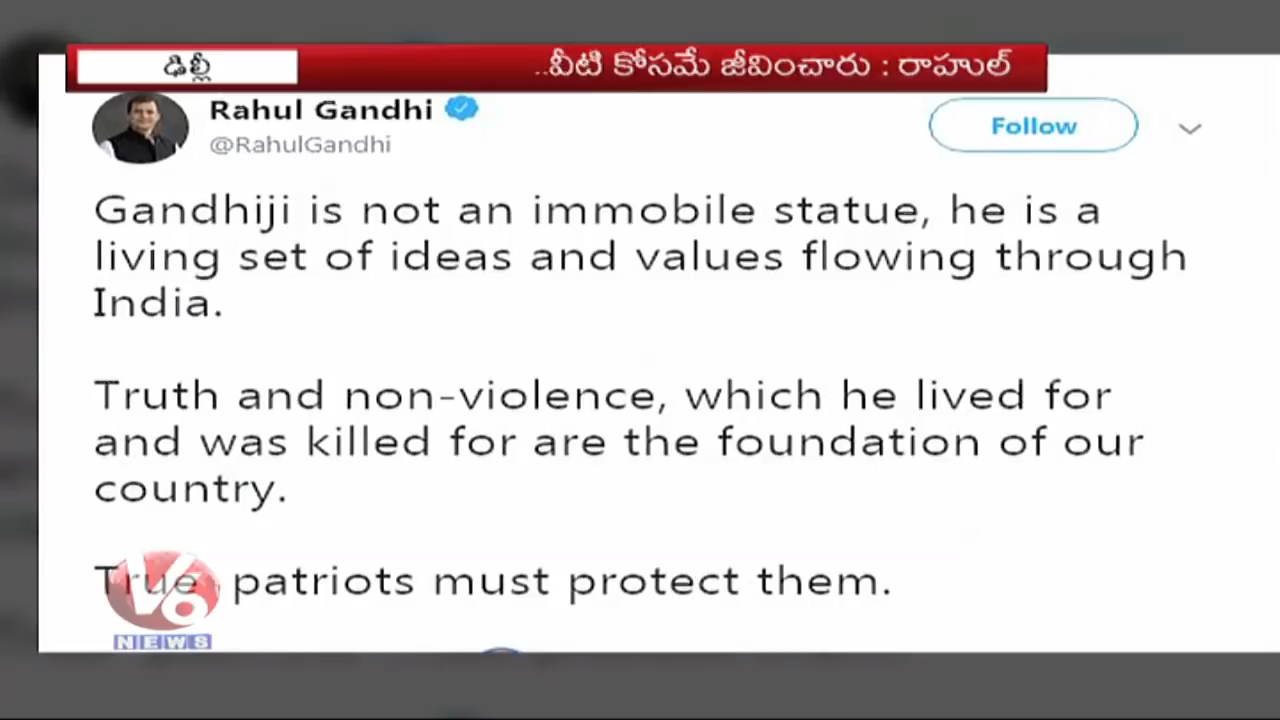 ఢిల్లీ
..వీటి కోసమే జీవించారు : రాహుల్
Rahul Gandhi
@RahulGandhi
Follow
Gandhiji is not an immobile statue, he is a
living set of ideas and values flowing through
India.
Truth and non-violence, which he lived for
and was killed for are the foundation of our
country.
True patriots must protect them.
V6
NEWS